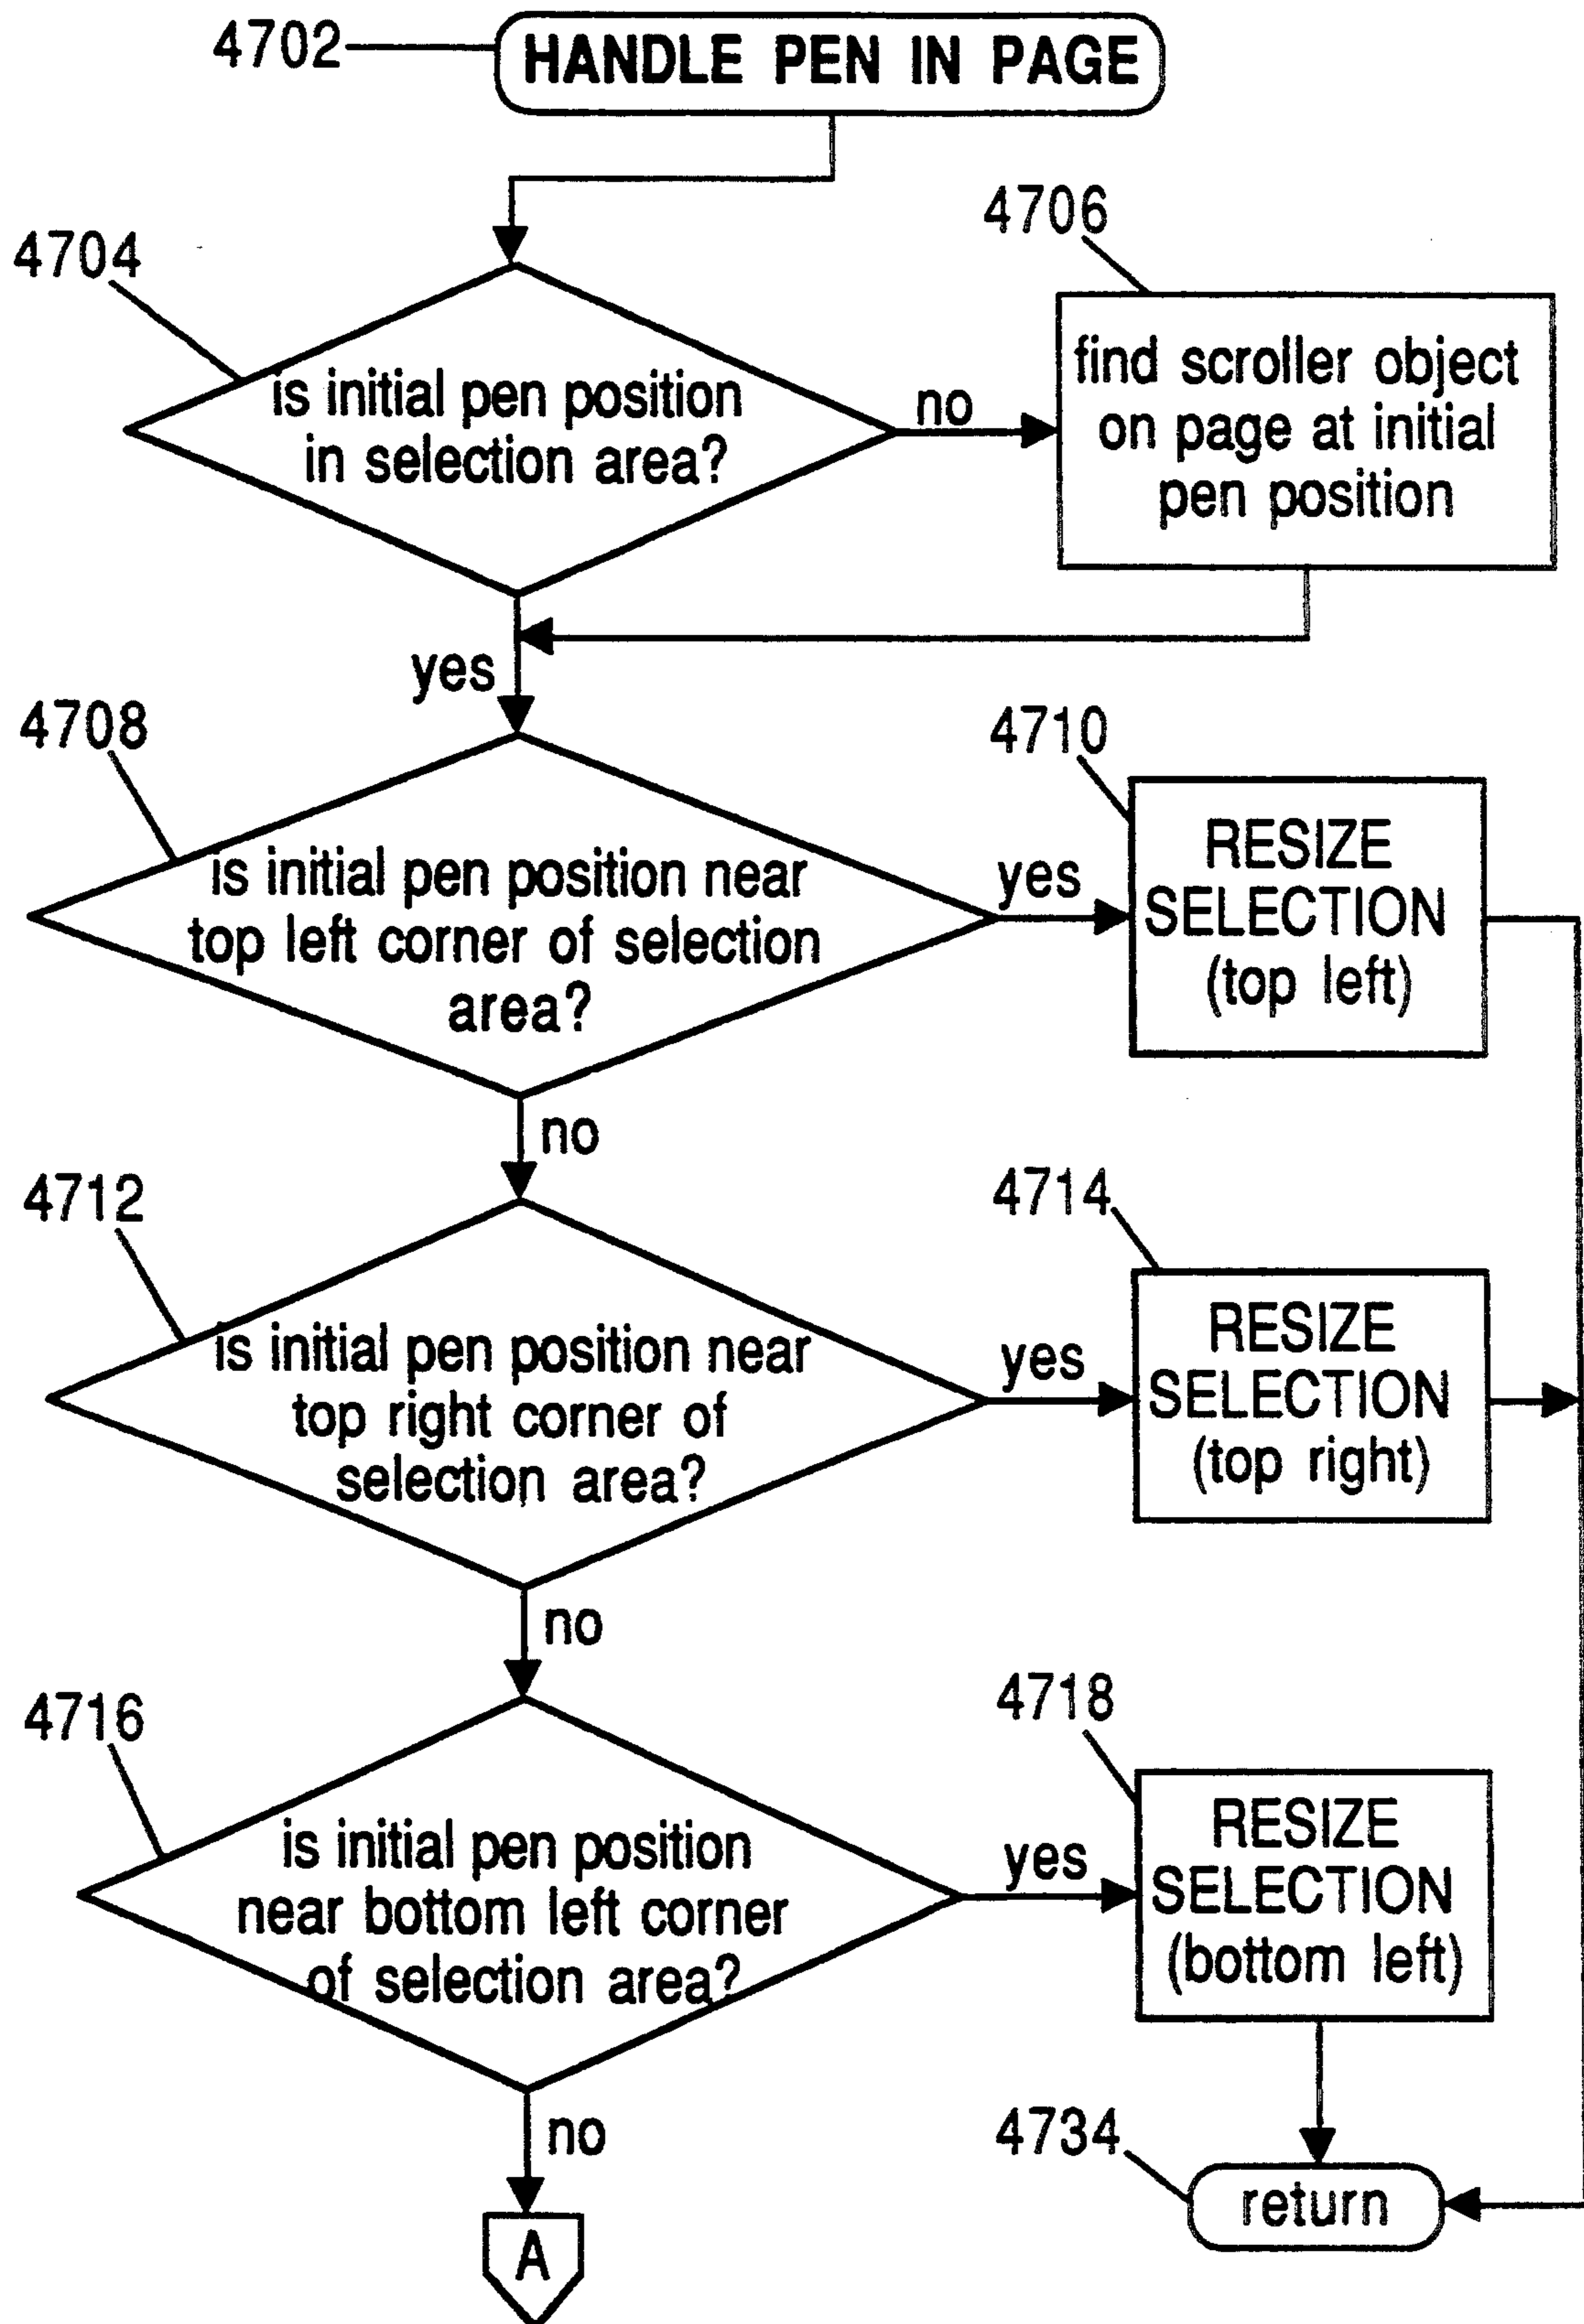 4702
HANDLE PEN IN PAGE
4704
is initial pen position
in selection area?
no
4706
find scroller object
on page at initial
pen position
yes
4708
is initial pen position near
top left corner of selection
area?
yes
4710
RESIZE
SELECTION
(top left)
no
4712
is initial pen position near
top right corner of
selection area?
yes
4714
RESIZE
SELECTION
(top right)
no
4716
is initial pen position
near bottom left corner
of selection area?
yes
4718
RESIZE
SELECTION
(bottom left)
no
A
4734
return